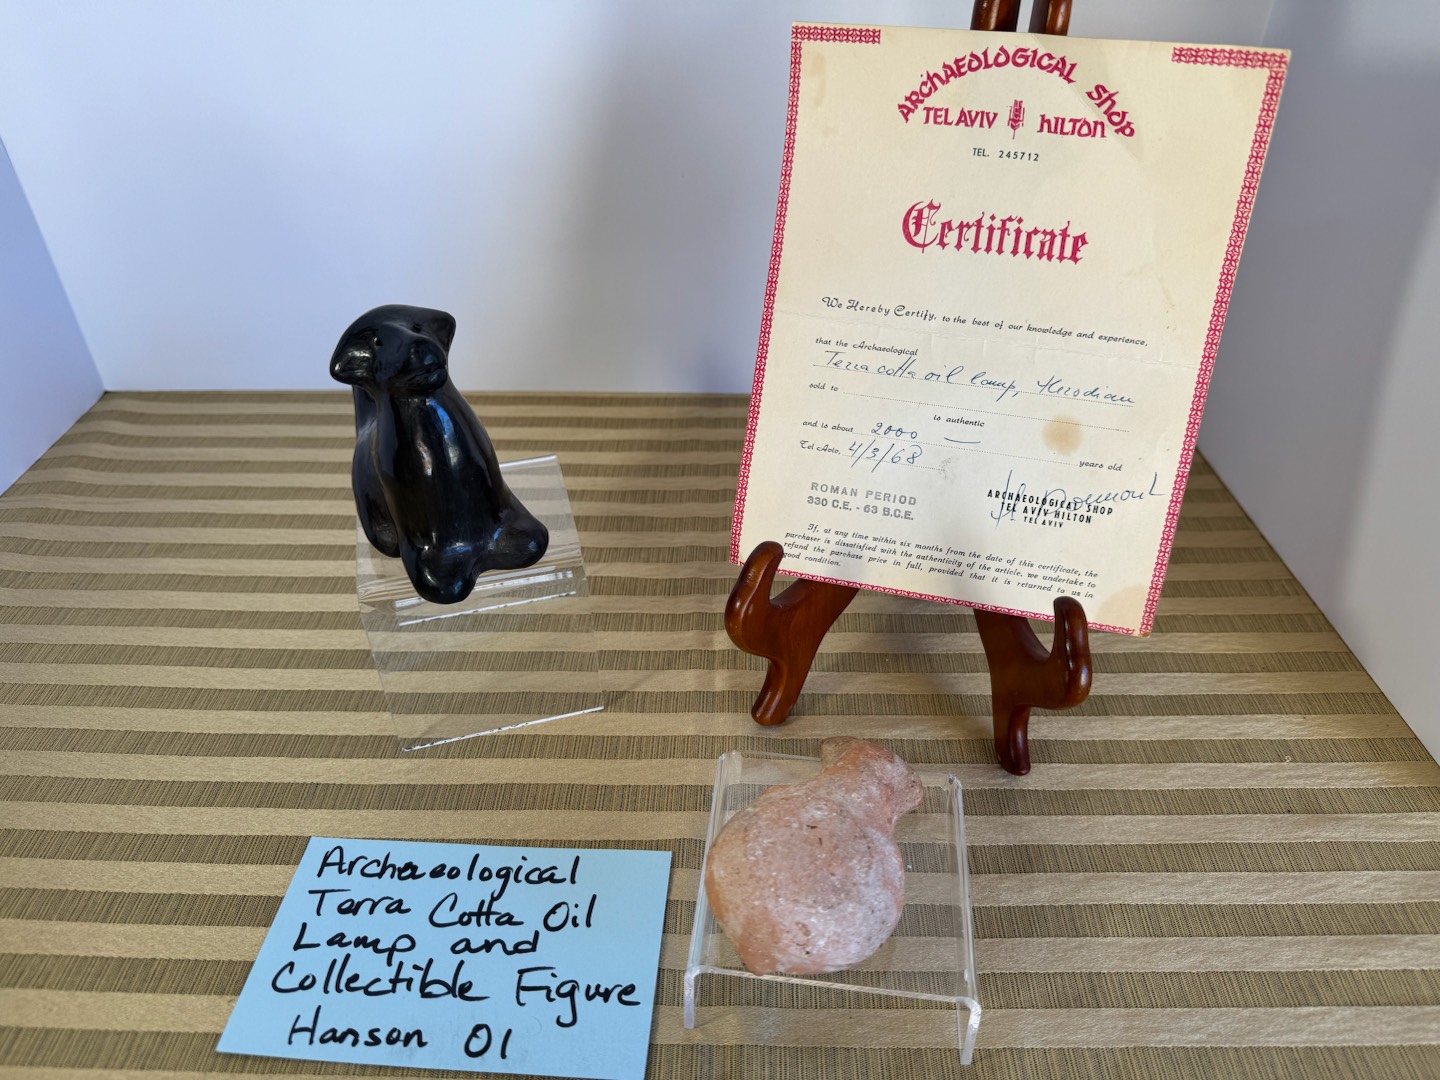 ARCHAEOLOGICAL SHOP
TEL AVIV HILTON
TEL. 245712
Certificate
We Hereby Certify, to the best of our knowledge and experience,
that the Archaeological
Terra cotta oil lamp, Herodian
sold to
is authentic
and is about 2000 — years old
Tel Aviv, 4/3/68
ROMAN PERIOD
330 C.E. - 63 B.C.E.
ARCHAEOLOGICAL SHOP
TEL AVIV HILTON
TEL AVIV
If, at any time within six months from the date of this certificate, the
purchaser is dissatisfied with the authenticity of the article, we undertake to
refund the purchase price in full, provided that it is returned to us in
good condition.
Archaeological
Terra Cotta Oil
Lamp and
Collectible Figure
Hanson 01